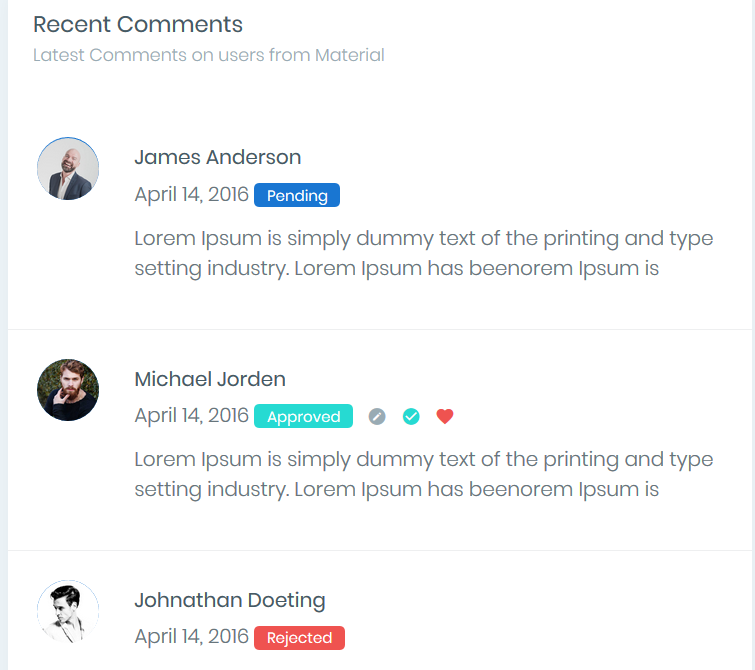 Recent Comments
Latest Comments on users from Material
James Anderson
April 14, 2016 Pending
Lorem Ipsum is simply dummy text of the printing and type
setting industry. Lorem Ipsum has beenorem Ipsum is
Michael Jorden
April 14, 2016 Approved
Lorem Ipsum is simply dummy text of the printing and type
setting industry. Lorem Ipsum has beenorem Ipsum is
Johnathan Doeting
April 14, 2016 Rejected